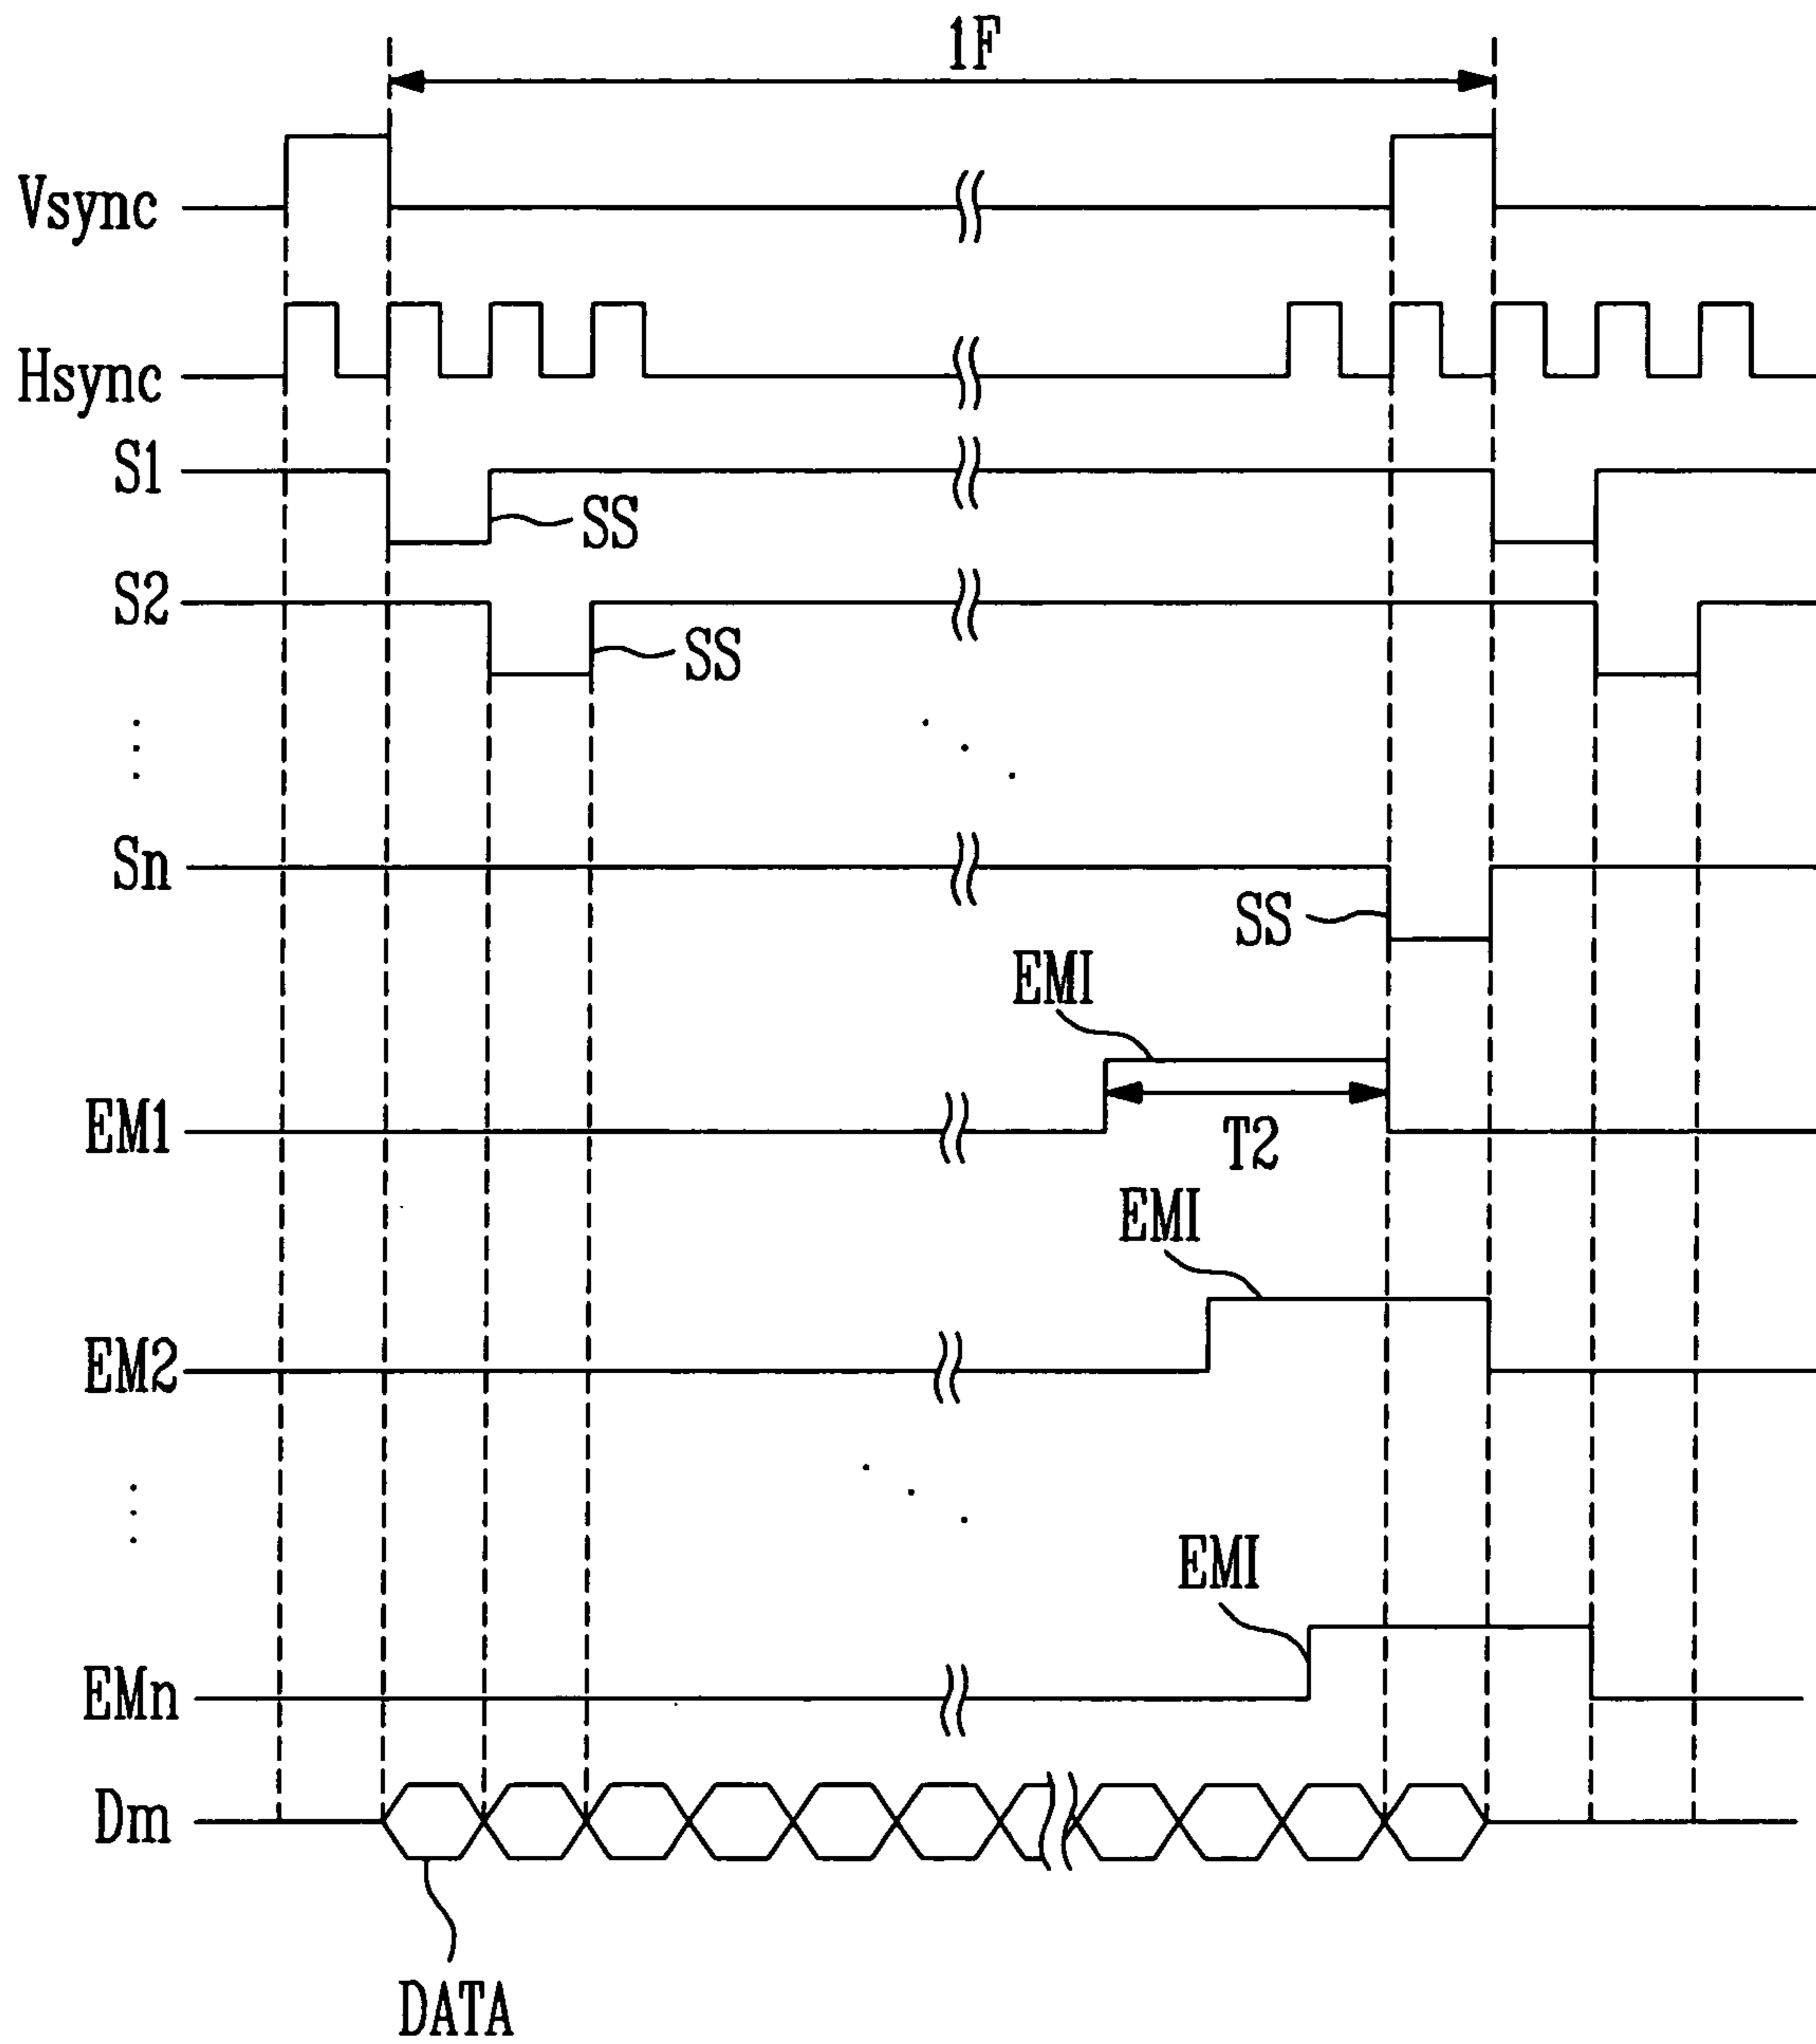 1F
Vsync
Hsync
S1
SS
S2
SS
Sn
SS
EMI
EM1
T2
EMI
EM2
EMI
EMn
Dm
DATA